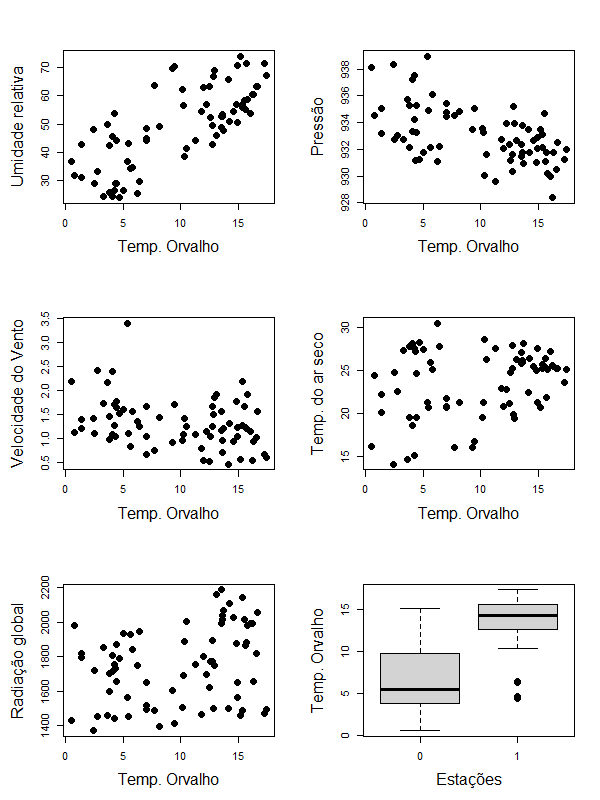 Umidade relativa
70
60
50
40
30
0 5 10 15
Temp. Orvalho
Pressão
938
936
934
932
930
928
0 5 10 15
Temp. Orvalho
Velocidade do Vento
3.5
3.0
2.5
2.0
1.5
1.0
0.5
0 5 10 15
Temp. Orvalho
Temp. do ar seco
30
25
20
15
0 5 10 15
Temp. Orvalho
Radiação global
2200
2000
1800
1600
1400
0 5 10 15
Temp. Orvalho
Temp. Orvalho
15
10
5
0
0 1
Estações